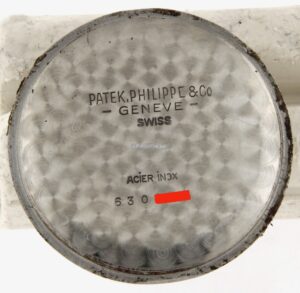 PATEK, PHILIPPE & Co
- GENEVE -
SWISS
ACIER INOX
630